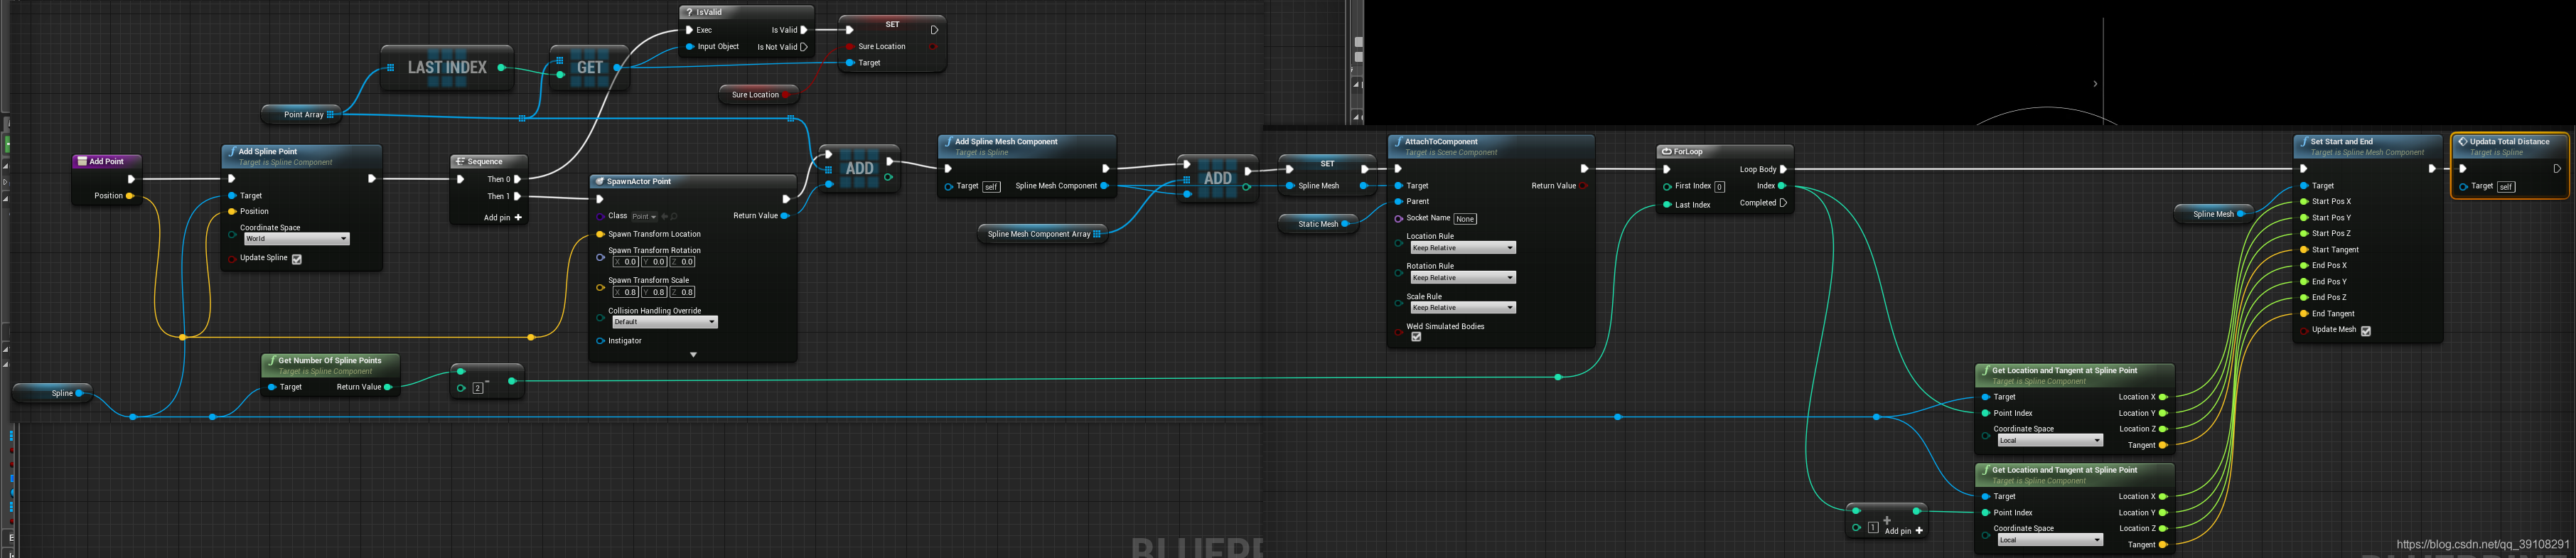 IsValid
Exec
Is Valid
Input Object
Is Not Valid
SET
Sure Location
Target
LAST INDEX
GET
Sure Location
Point Array
Add Point
Position
Add Spline Point
Target is Spline Component
Target
Position
Coordinate Space
World
Update Spline
Sequence
Then 0
Then 1
Add pin +
SpawnActor Point
Class Point
Return Value
Spawn Transform Location
Spawn Transform Rotation
X 0.0 Y 0.0 Z 0.0
Spawn Transform Scale
X 0.8 Y 0.8 Z 0.8
Collision Handling Override
Default
Instigator
ADD
Add Spline Mesh Component
Target is Spline
Target self
Spline Mesh Component
Spline Mesh Component Array
ADD
SET
Spline Mesh
Static Mesh
AttachToComponent
Target is Scene Component
Target
Return Value
Parent
Socket Name None
Location Rule
Keep Relative
Rotation Rule
Keep Relative
Scale Rule
Keep Relative
Weld Simulated Bodies
ForLoop
Loop Body
First Index 0
Index
Last Index
Completed
Spline Mesh
Set Start and End
Target is Spline Mesh Component
Target
Start Pos X
Start Pos Y
Start Pos Z
Start Tangent
End Pos X
End Pos Y
End Pos Z
End Tangent
Update Mesh
Updata Total Distance
Target is Spline
Target self
Spline
Get Number Of Spline Points
Target is Spline Component
Target
Return Value
-
2
Get Location and Tangent at Spline Point
Target is Spline Component
Target
Location X
Point Index
Location Y
Coordinate Space
Location Z
Local
Tangent
Get Location and Tangent at Spline Point
Target is Spline Component
Target
Location X
Point Index
Location Y
Coordinate Space
Location Z
Local
Tangent
+
1
Add pin +
https://blog.csdn.net/qq_39108291